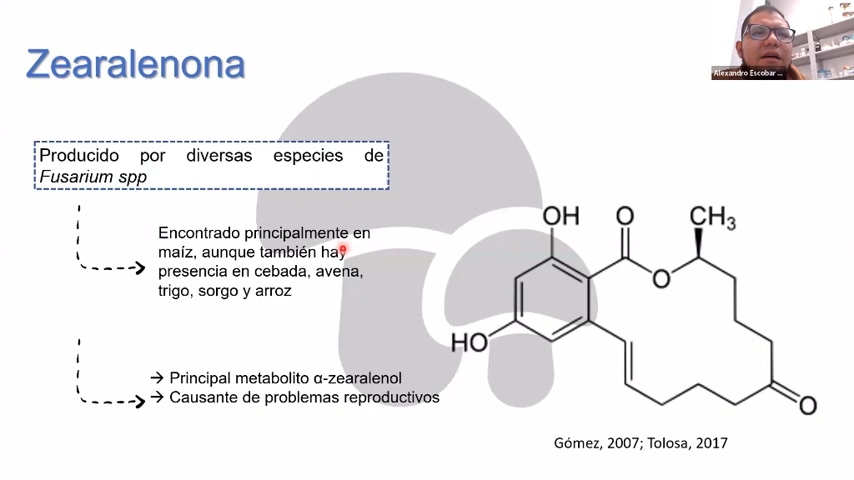 Zearalenona
Alexandro Escobar ...
Producido por diversas especies de
Fusarium spp
Encontrado principalmente en
maíz, aunque también hay
presencia en cebada, avena,
trigo, sorgo y arroz
→ Principal metabolito α-zearalenol
→ Causante de problemas reproductivos
OH
O
CH₃
O
HO
O
Gómez, 2007; Tolosa, 2017